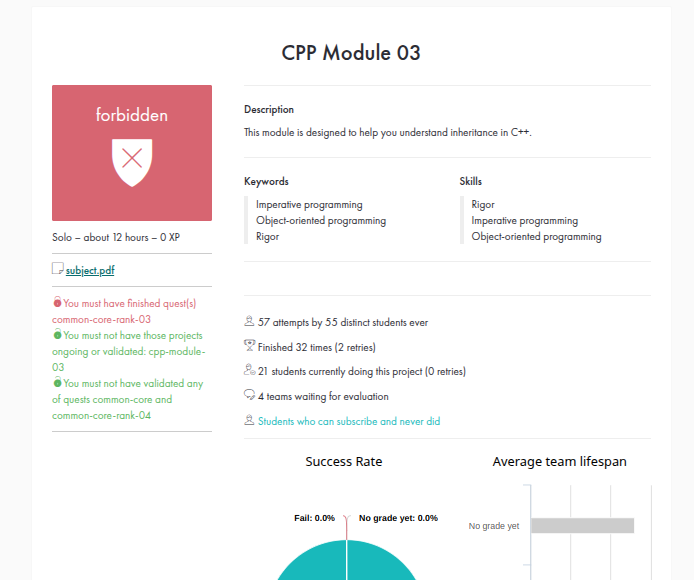 CPP Module 03
forbidden
Solo – about 12 hours – 0 XP
subject.pdf
You must have finished quest(s)
common-core-rank-03
You must not have those projects
ongoing or validated: cpp-module-
03
You must not have validated any
of quests common-core and
common-core-rank-04
Description
This module is designed to help you understand inheritance in C++.
Keywords
Imperative programming
Object-oriented programming
Rigor
Skills
Rigor
Imperative programming
Object-oriented programming
57 attempts by 55 distinct students ever
Finished 32 times (2 retries)
21 students currently doing this project (0 retries)
4 teams waiting for evaluation
Students who can subscribe and never did
Success Rate
Fail: 0.0%
No grade yet: 0.0%
Average team lifespan
No grade yet